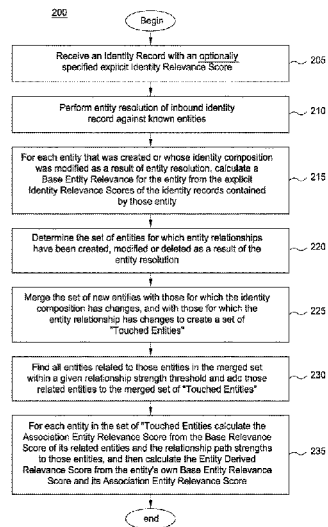 200
Begin
Receive an Identity Record with an optionally
specified explicit Identity Relevance Score
205
Perform entity resolution of inbound identity
record against known entities
210
For each entity that was created or whose identity composition
was modified as a result of entity resolution, calculate a
Base Entity Relevance for the entity from the explicit
Identity Relevance Scores of the identity records contained
by those entity
215
Determine the set of entities for which entity relationships
have been created, modified or deleted as a result of the
entity resolution
220
Merge the set of new entities with those for which the identity
composition has changes, and with those for which the
entity relationship has changes to create a set of
"Touched Entities"
225
Find all entities related to those entities in the merged set
within a given relationship strength threshold and add those
related entities to the merged set of "Touched Entities"
230
For each entity in the set of "Touched Entities calculate the
Association Entity Relevance Score from the Base Relevance
Score of its related entities and the relationship path strengths
to those entities, and then calculate the Entity Derived
Relevance Score from the entity's own Base Entity Relevance
Score and its Association Entity Relevance Score
235
end